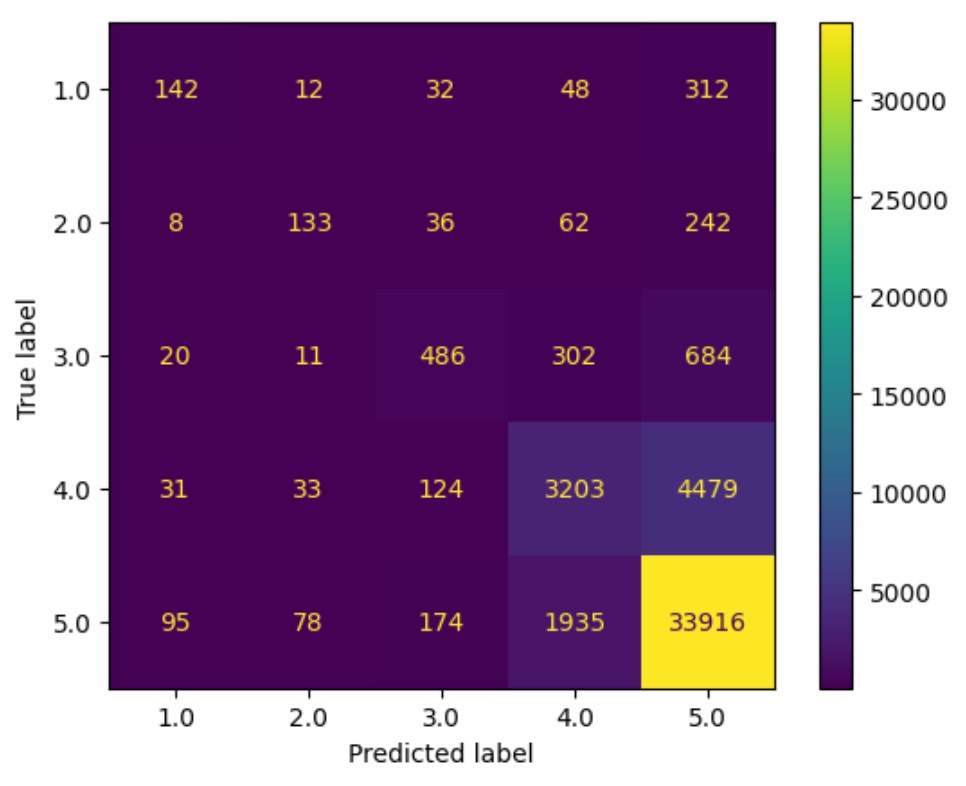 1.0 142 12 32 48 312
2.0 8 133 36 62 242
3.0 20 11 486 302 684
4.0 31 33 124 3203 4479
5.0 95 78 174 1935 33916
1.0 2.0 3.0 4.0 5.0
True label
Predicted label
30000
25000
20000
15000
10000
5000